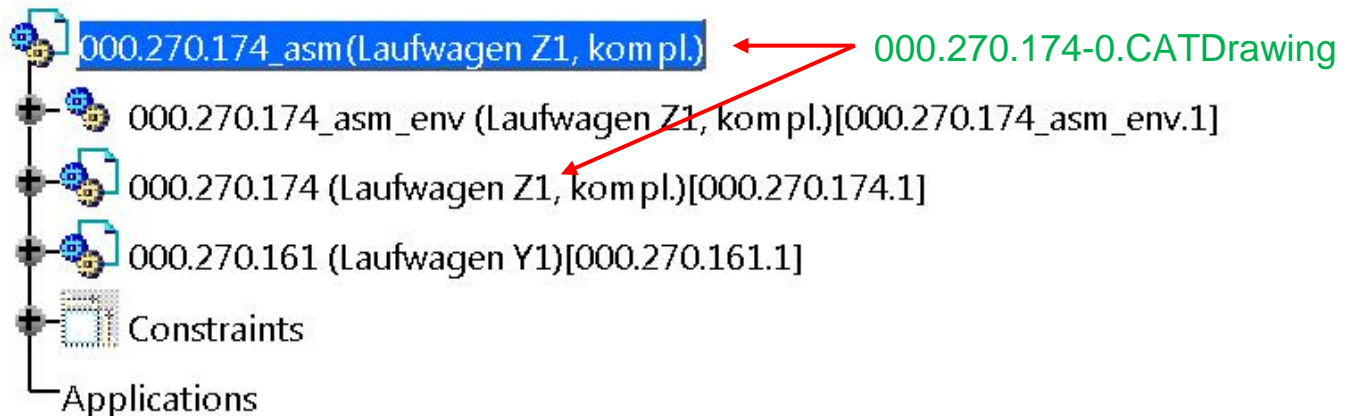 000.270.174_asm(Laufwagen Z1, kompl.) 000.270.174-0.CATDrawing
000.270.174_asm_env (Laufwagen Z1, kompl.)[000.270.174_asm_env.1]
000.270.174 (Laufwagen Z1, kompl.)[000.270.174.1]
000.270.161 (Laufwagen Y1)[000.270.161.1]
Constraints
Applications